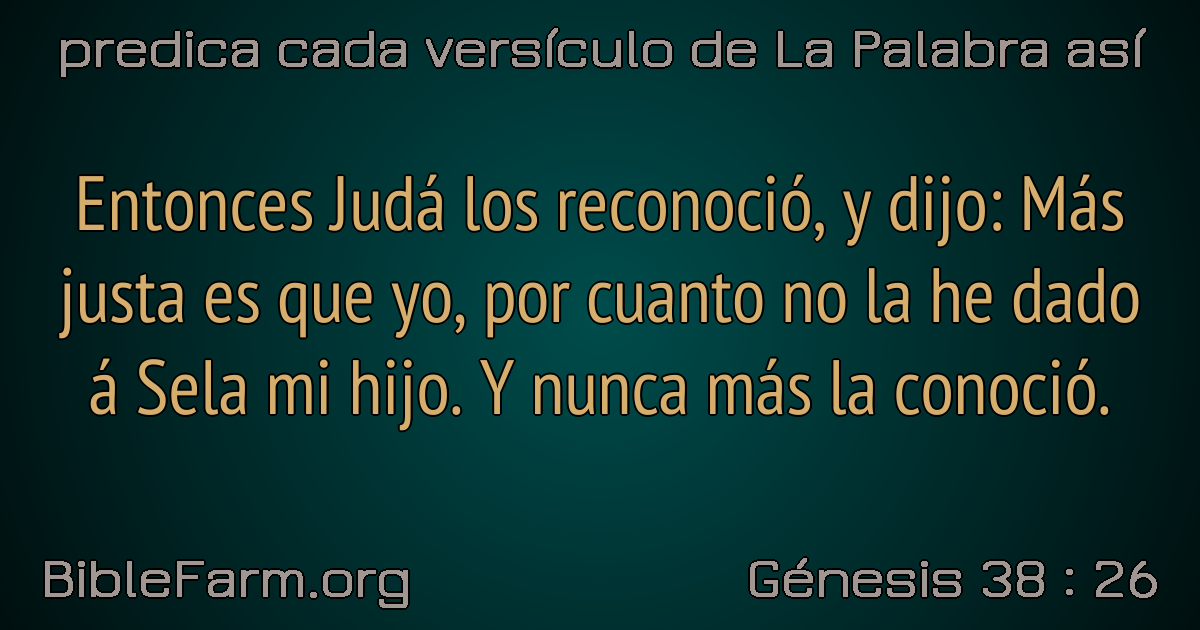 predica cada versículo de La Palabra así
Entonces Judá los reconoció, y dijo: Más
justa es que yo, por cuanto no la he dado
á Sela mi hijo. Y nunca más la conoció.
BibleFarm.org
Génesis 38 : 26